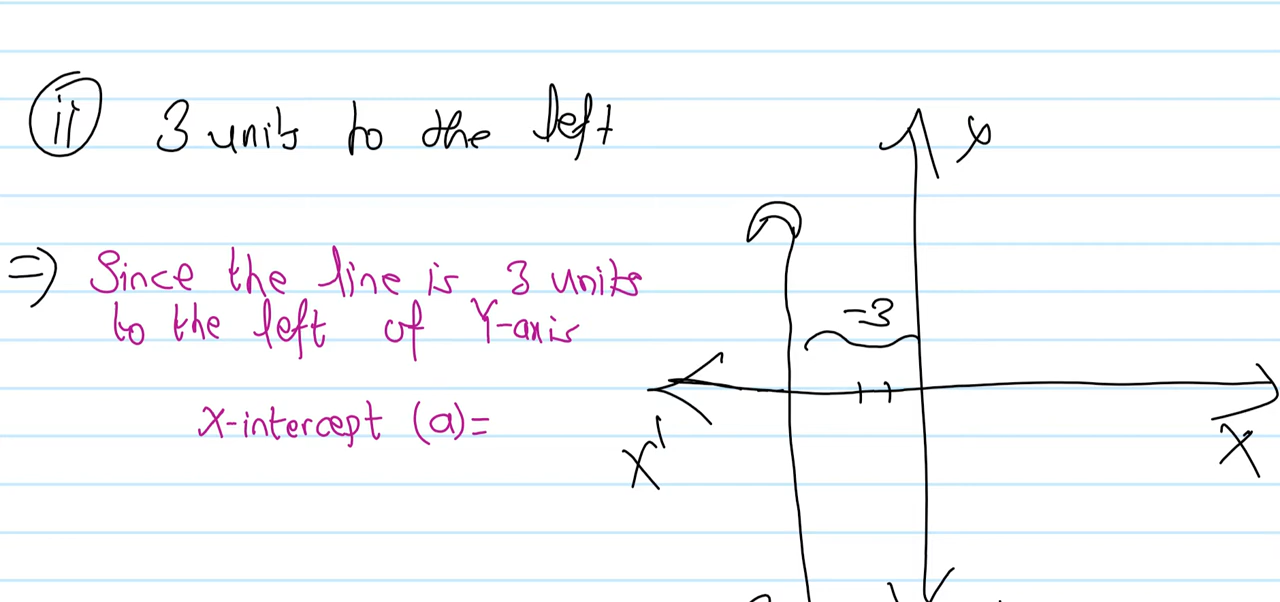 ii 3 units to the left
=> Since the line is 3 units
to the left of Y-axis
X-intercept (a)=
-3
X'
X